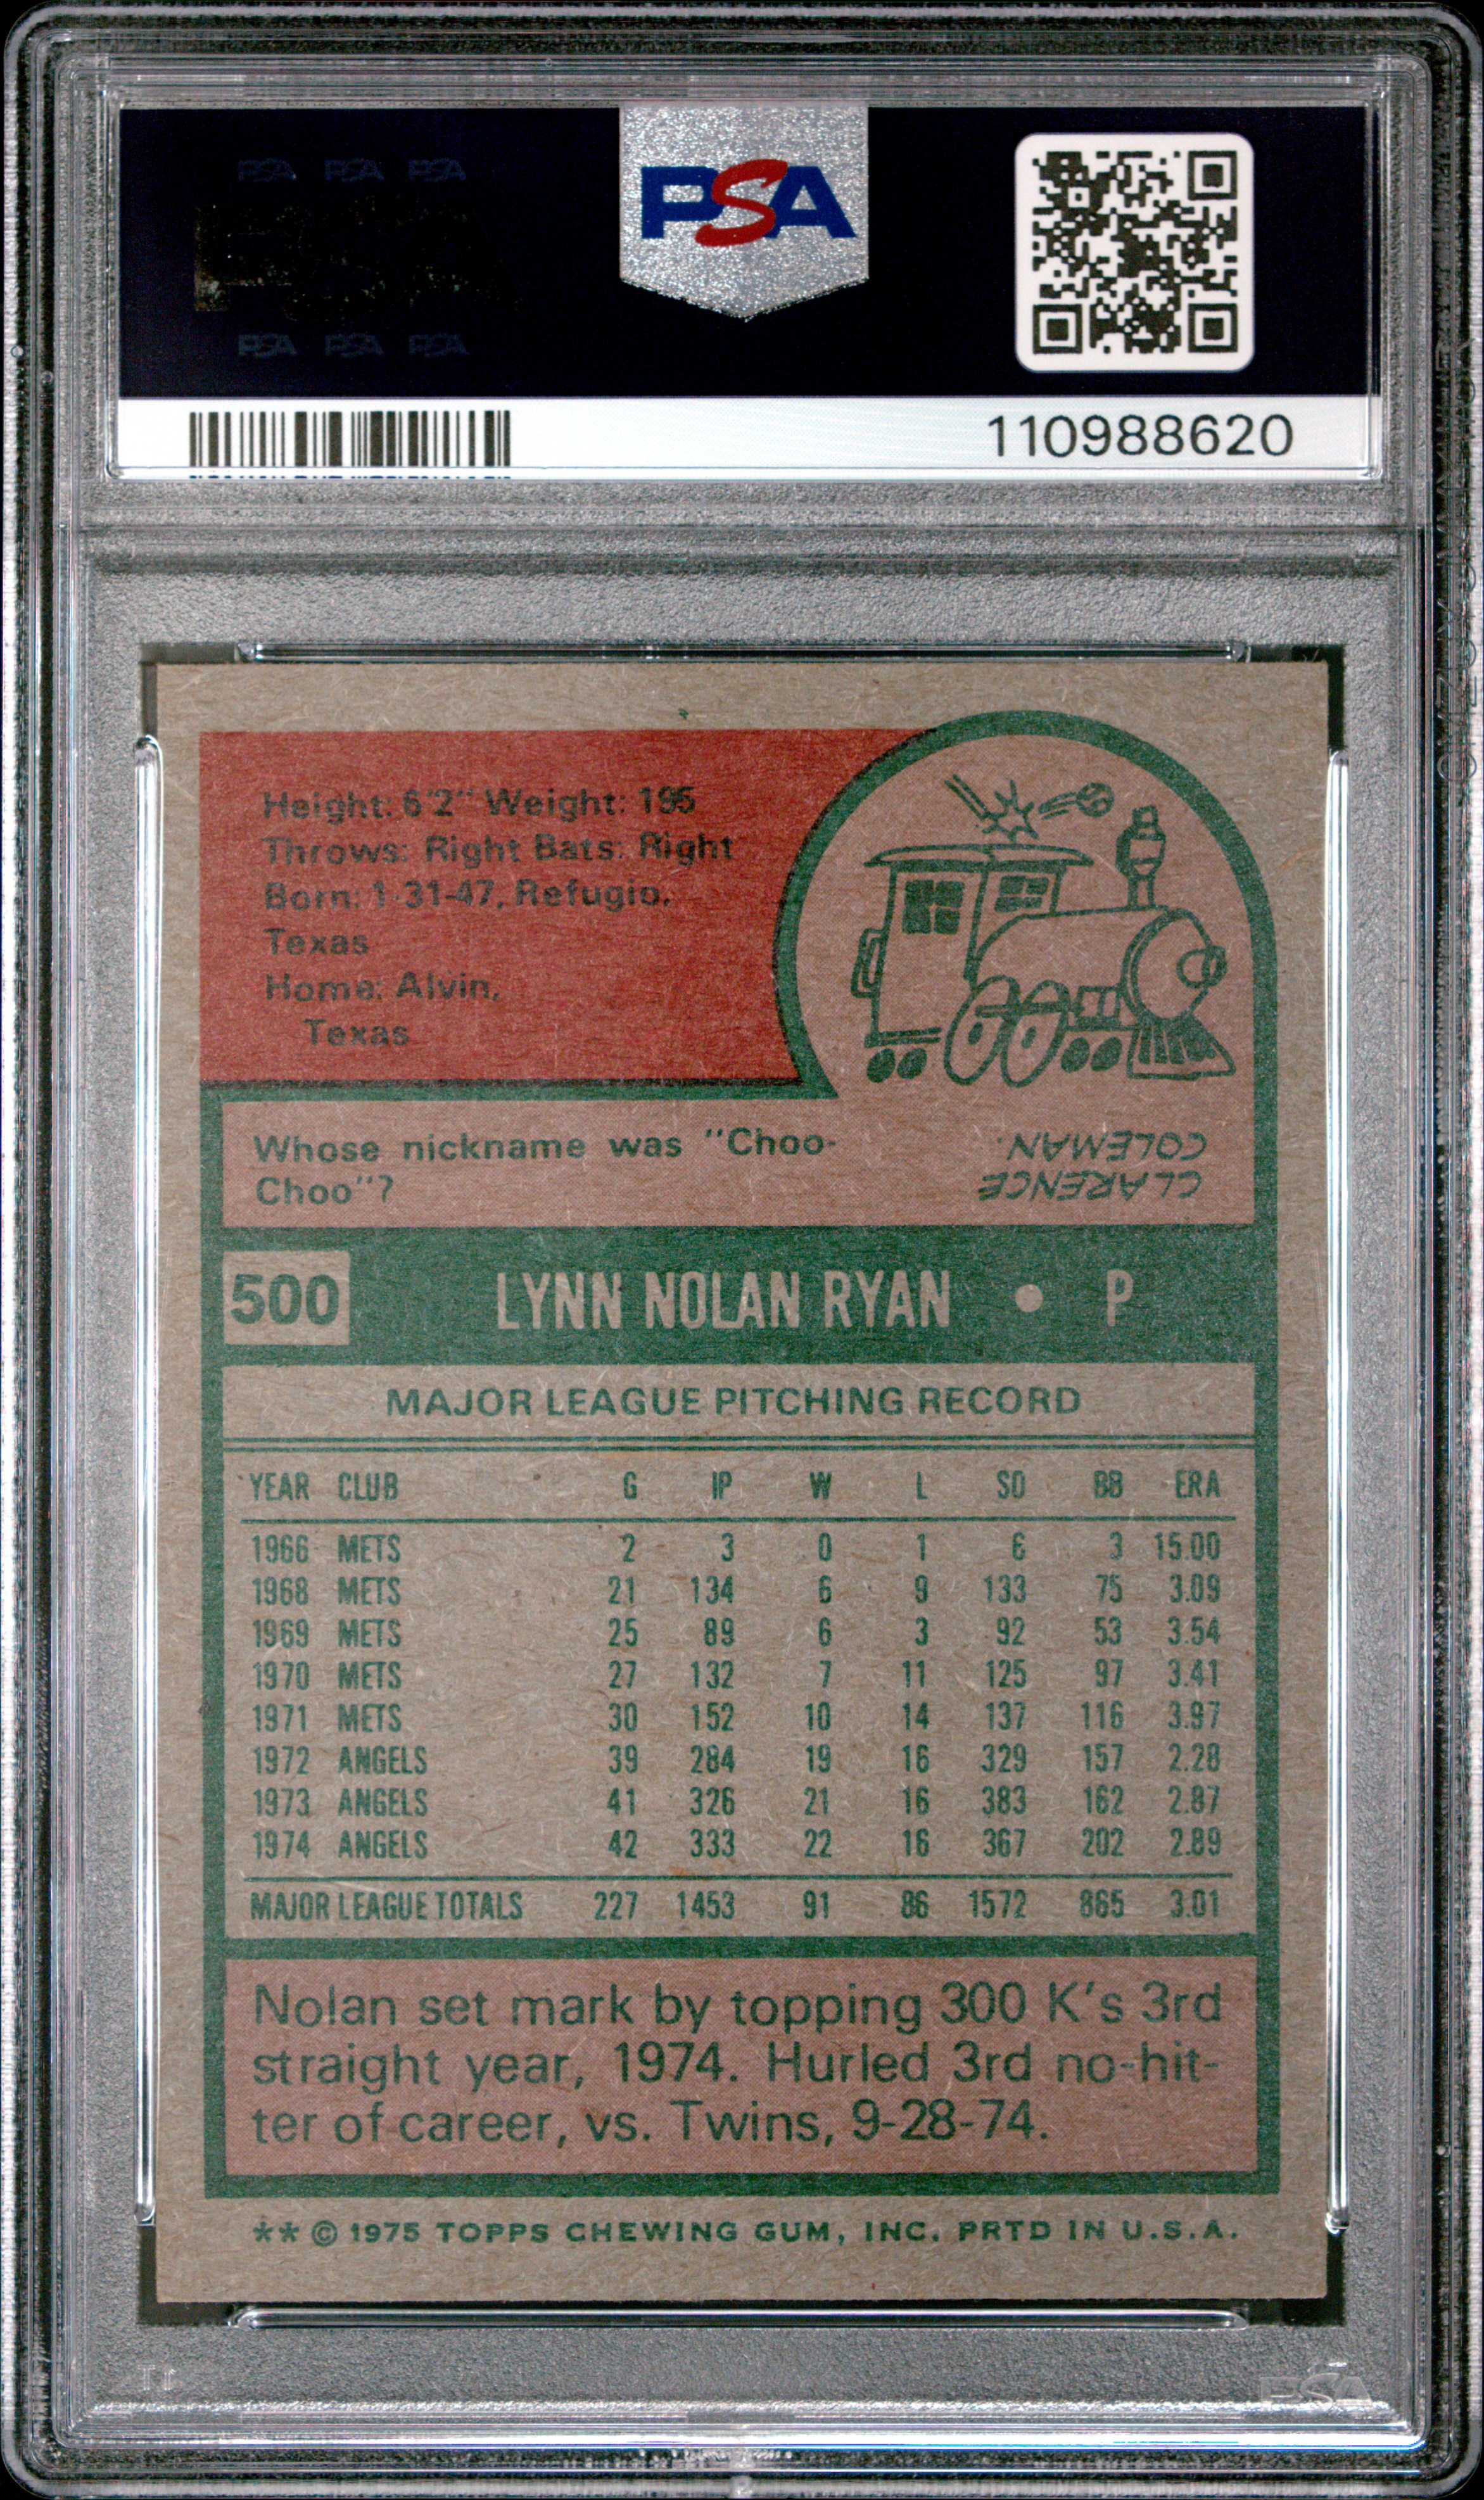 PSA PSA PSA
PSA
PSA PSA PSA
PSA
110988620
Height: 6'2" Weight: 195
Throws: Right Bats: Right
Born: 1-31-47, Refugio,
Texas
Home: Alvin,
Texas
Whose nickname was "Choo-
Choo"?
CLARENCE
COLEMAN.
500 LYNN NOLAN RYAN • P
MAJOR LEAGUE PITCHING RECORD
YEAR CLUB G IP W L SO BB ERA
1966 METS 2 3 0 1 6 3 15.00
1968 METS 21 134 6 9 133 75 3.09
1969 METS 25 89 6 3 92 53 3.54
1970 METS 27 132 7 11 125 97 3.41
1971 METS 30 152 10 14 137 116 3.97
1972 ANGELS 39 284 19 16 329 157 2.28
1973 ANGELS 41 326 21 16 383 162 2.87
1974 ANGELS 42 333 22 16 367 202 2.89
MAJOR LEAGUE TOTALS 227 1453 91 86 1572 865 3.01
Nolan set mark by topping 300 K's 3rd
straight year, 1974. Hurled 3rd no-hit-
ter of career, vs. Twins, 9-28-74.
** © 1975 TOPPS CHEWING GUM, INC. PRTD IN U.S.A.
PSA